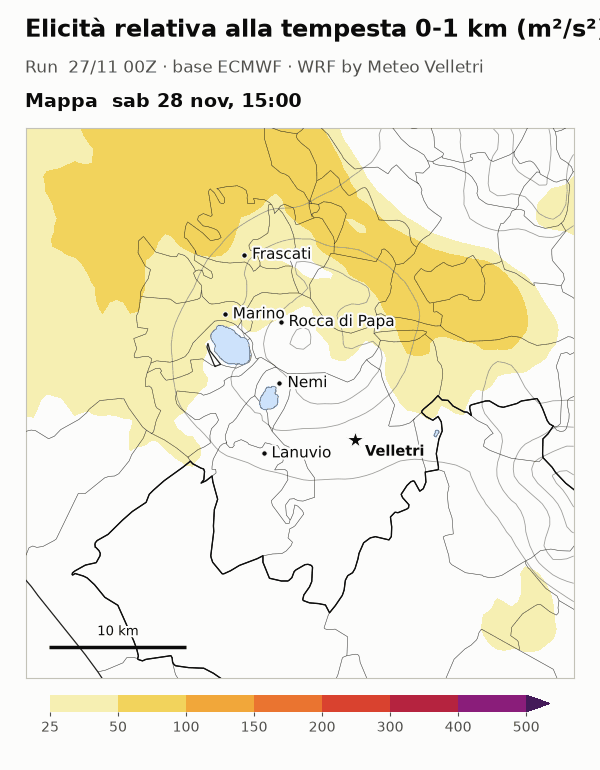 Elicità relativa alla tempesta 0-1 km (m²/s²)
Run 27/11 00Z · base ECMWF · WRF by Meteo Velletri
Mappa sab 28 nov, 15:00
Frascati
Marino
Rocca di Papa
Nemi
Velletri
Lanuvio
10 km
25 50 100 150 200 300 400 500